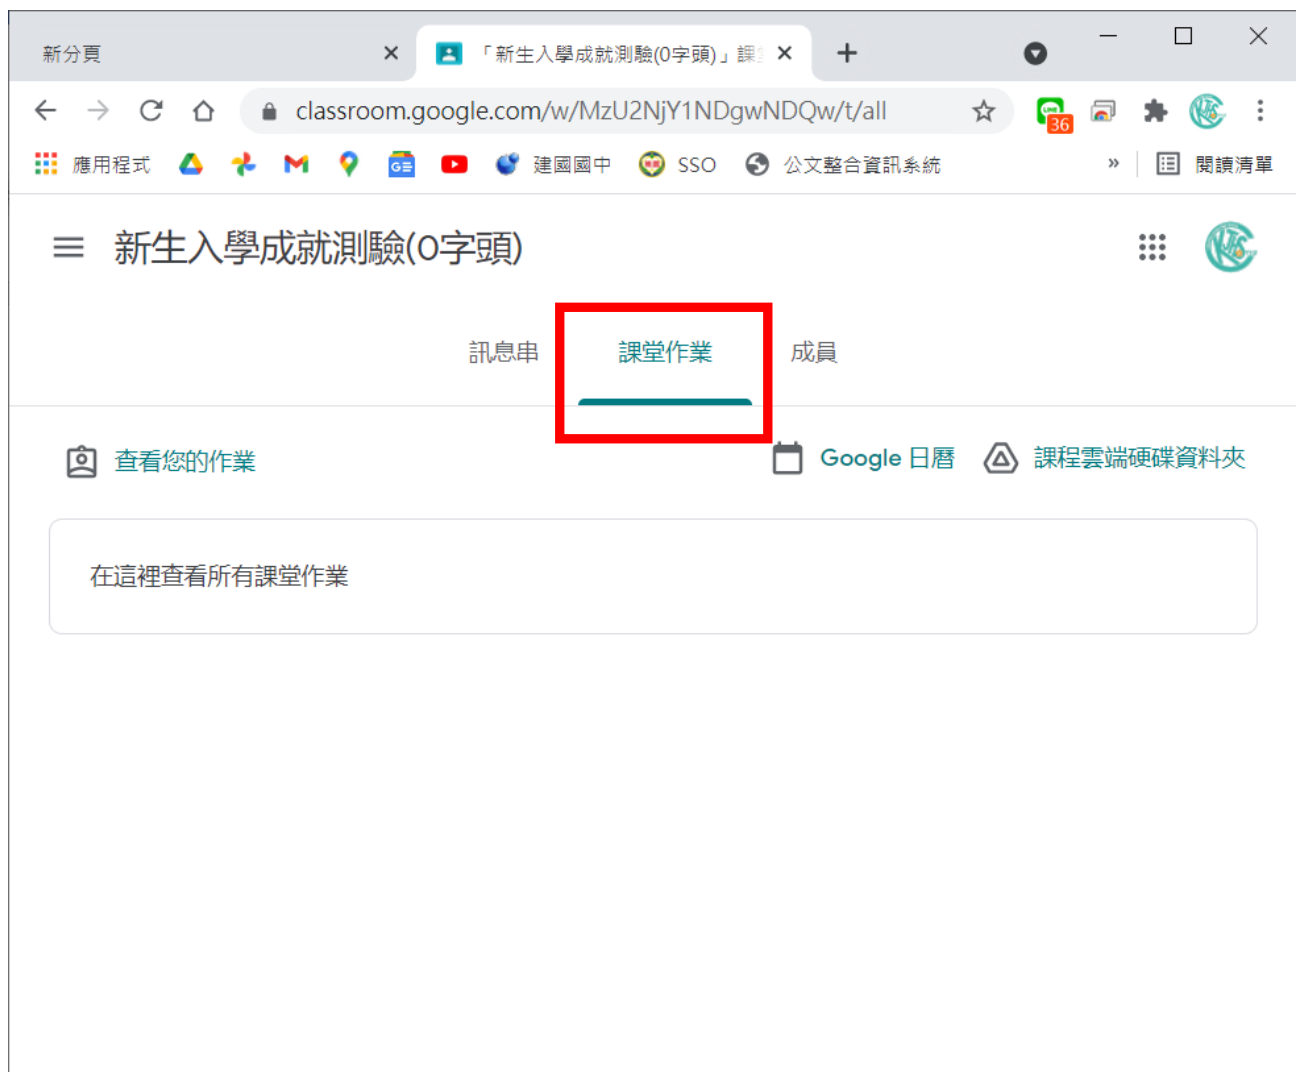 新分頁
「新生入學成就測驗(0字頭)」課
classroom.google.com/w/MzU2NjY1NDgwNDQw/t/all
36
應用程式 GE 建國國中 SSO 公文整合資訊系統 » 閱讀清單
新生入學成就測驗(0字頭)
訊息串 課堂作業 成員
查看您的作業 Google 日曆 課程雲端硬碟資料夾
在這裡查看所有課堂作業